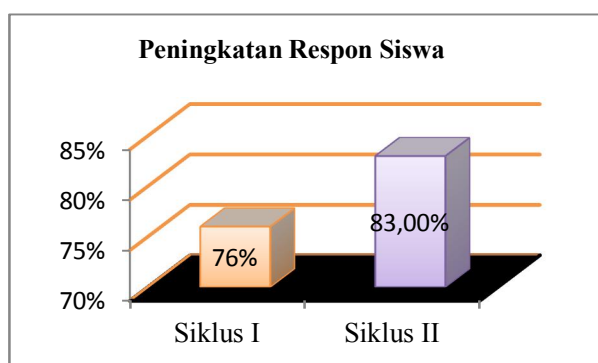 Peningkatan Respon Siswa
85%
80%
75%
70%
76%
83,00%
Siklus I
Siklus II